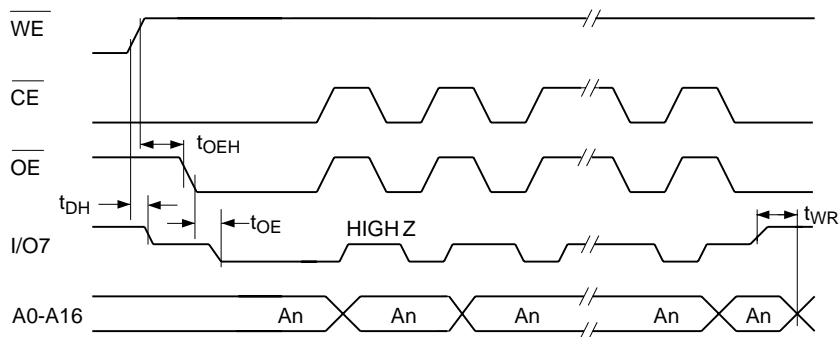 WE
CE
tOEH
OE
tDH
tOE
HIGH Z
tWR
I/O7
A0-A16 An An An An An